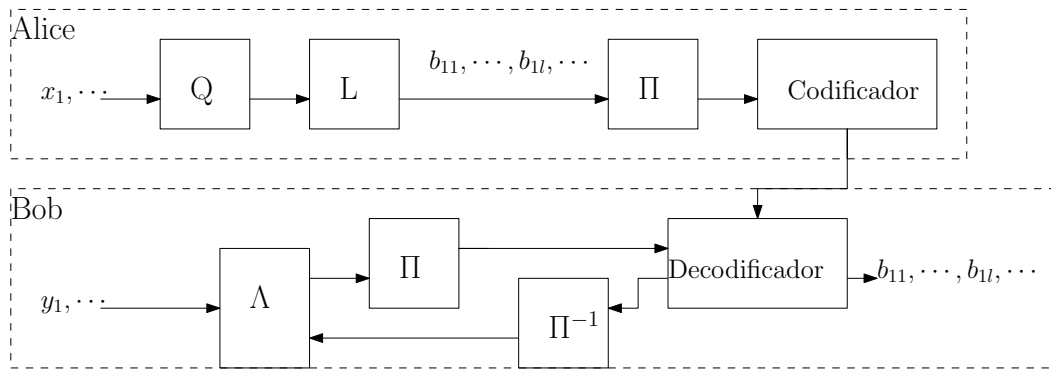 Alice
x₁, ⋯
Q
L
b₁₁, ⋯, b₁ₗ, ⋯
Π
Codificador
Bob
y₁, ⋯
Λ
Π
Π⁻¹
Decodificador
b₁₁, ⋯, b₁ₗ, ⋯